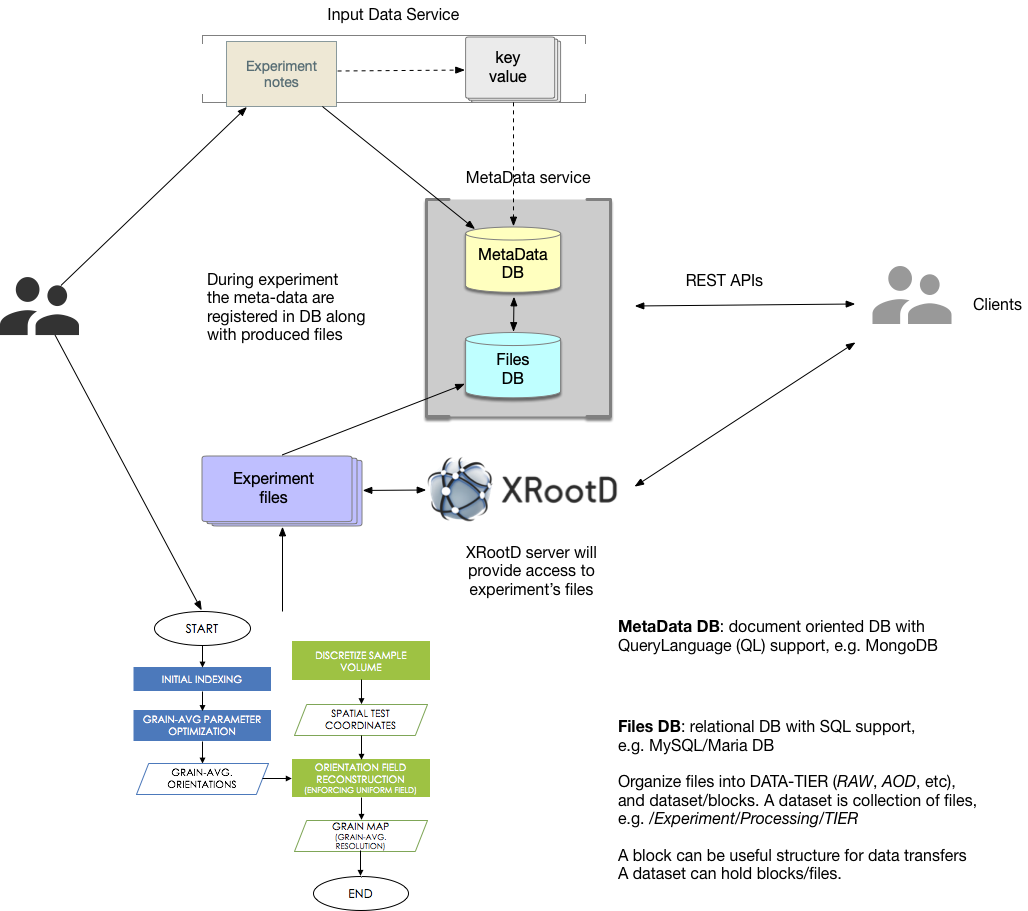 Input Data Service
Experiment
notes
key
value
MetaData service
MetaData
DB
During experiment
the meta-data are
registered in DB along
with produced files
REST APIs
Clients
Files
DB
Experiment
files
XRootD
XRootD server will
provide access to
experiment's files
START
INITIAL INDEXING
GRAIN-AVG PARAMETER
OPTIMIZATION
GRAIN-AVG.
ORIENTATIONS
DISCRETIZE SAMPLE
VOLUME
SPATIAL TEST
COORDINATES
ORIENTATION FIELD
RECONSTRUCTION
(ENFORCING UNIFORM FIELD)
GRAIN MAP
(GRAIN-AVG.
RESOLUTION)
END
MetaData DB: document oriented DB with
QueryLanguage (QL) support, e.g. MongoDB
Files DB: relational DB with SQL support,
e.g. MySQL/Maria DB
Organize files into DATA-TIER (RAW, AOD, etc),
and dataset/blocks. A dataset is collection of files,
e.g. /Experiment/Processing/TIER
A block can be useful structure for data transfers
A dataset can hold blocks/files.